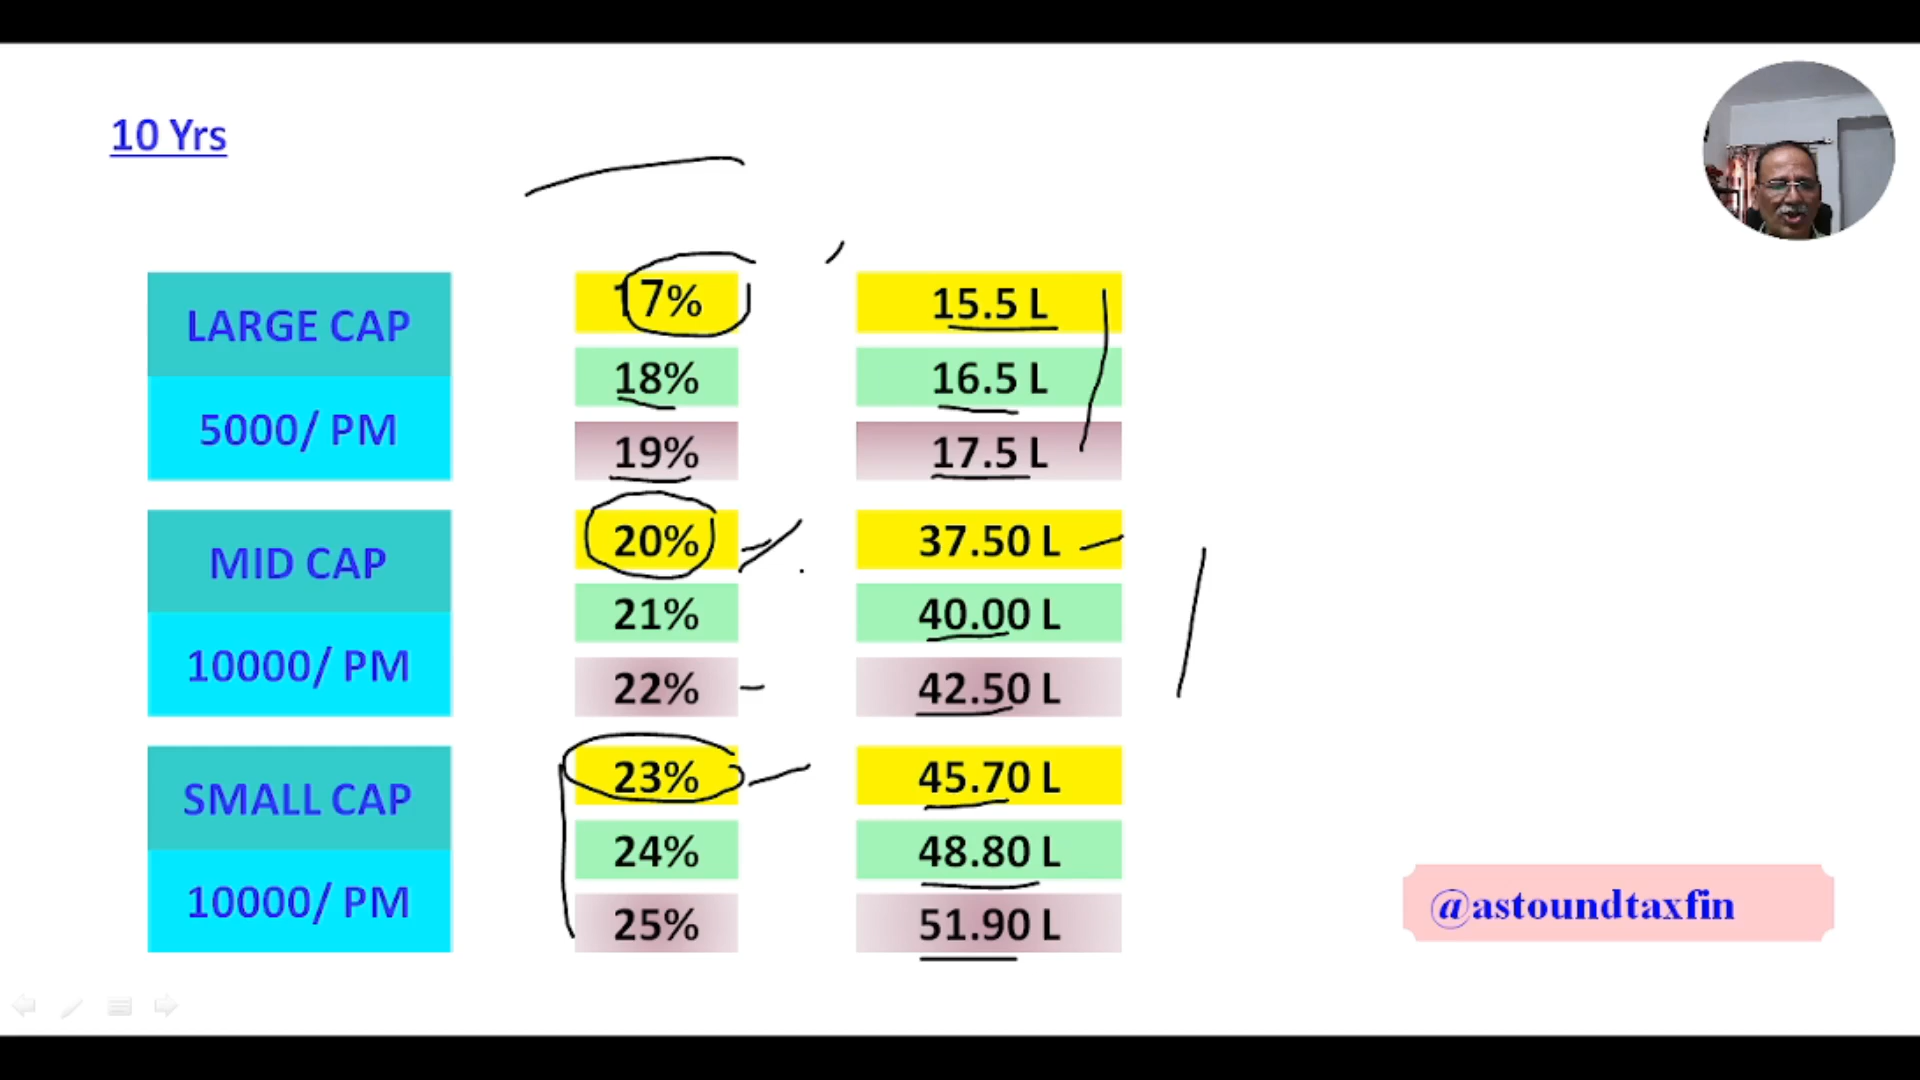 10 Yrs
LARGE CAP
5000/ PM
17% 15.5 L
18% 16.5 L
19% 17.5 L
MID CAP
10000/ PM
20% 37.50 L
21% 40.00 L
22% 42.50 L
SMALL CAP
10000/ PM
23% 45.70 L
24% 48.80 L
25% 51.90 L
@astoundtaxfin